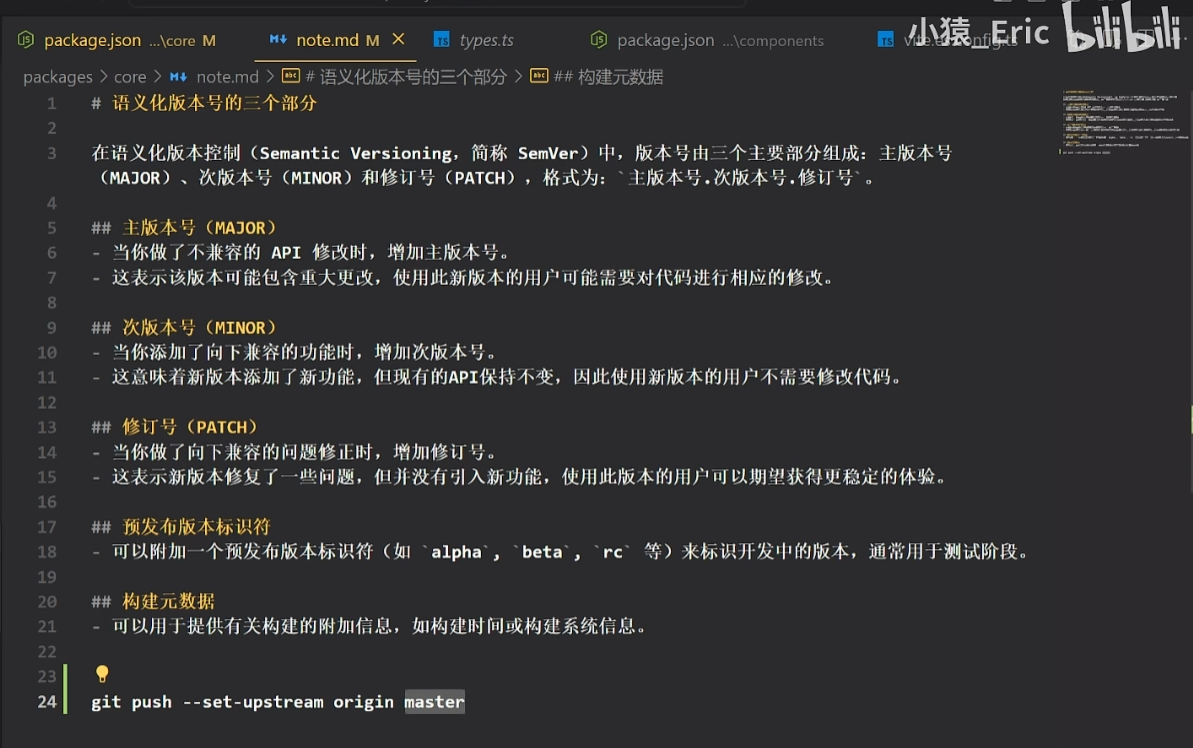 package.json ...\core M
note.md M
types.ts
package.json ...\components
小猿_Eric
bilibili
packages > core > note.md > # 语义化版本号的三个部分 > ## 构建元数据
1 # 语义化版本号的三个部分
2
3 在语义化版本控制（Semantic Versioning，简称 SemVer）中，版本号由三个主要部分组成：主版本号
（MAJOR）、次版本号（MINOR）和修订号（PATCH），格式为：`主版本号.次版本号.修订号`。
4
5 ## 主版本号（MAJOR）
6 - 当你做了不兼容的 API 修改时，增加主版本号。
7 - 这表示该版本可能包含重大更改，使用此新版本的用户可能需要对代码进行相应的修改。
8
9 ## 次版本号（MINOR）
10 - 当你添加了向下兼容的功能时，增加次版本号。
11 - 这意味着新版本添加了新功能，但现有的API保持不变，因此使用新版本的用户不需要修改代码。
12
13 ## 修订号（PATCH）
14 - 当你做了向下兼容的问题修正时，增加修订号。
15 - 这表示新版本修复了一些问题，但并没有引入新功能，使用此版本的用户可以期望获得更稳定的体验。
16
17 ## 预发布版本标识符
18 - 可以附加一个预发布版本标识符（如 `alpha`, `beta`, `rc` 等）来标识开发中的版本，通常用于测试阶段。
19
20 ## 构建元数据
21 - 可以用于提供有关构建的附加信息，如构建时间或构建系统信息。
22
23
24 git push --set-upstream origin master